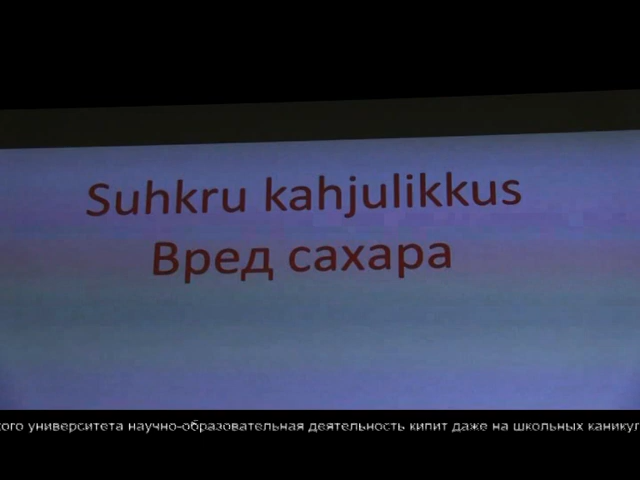 Suhkru kahjulikkus
Вред сахара
университета научно-образовательная деятельность кипит даже на школьных